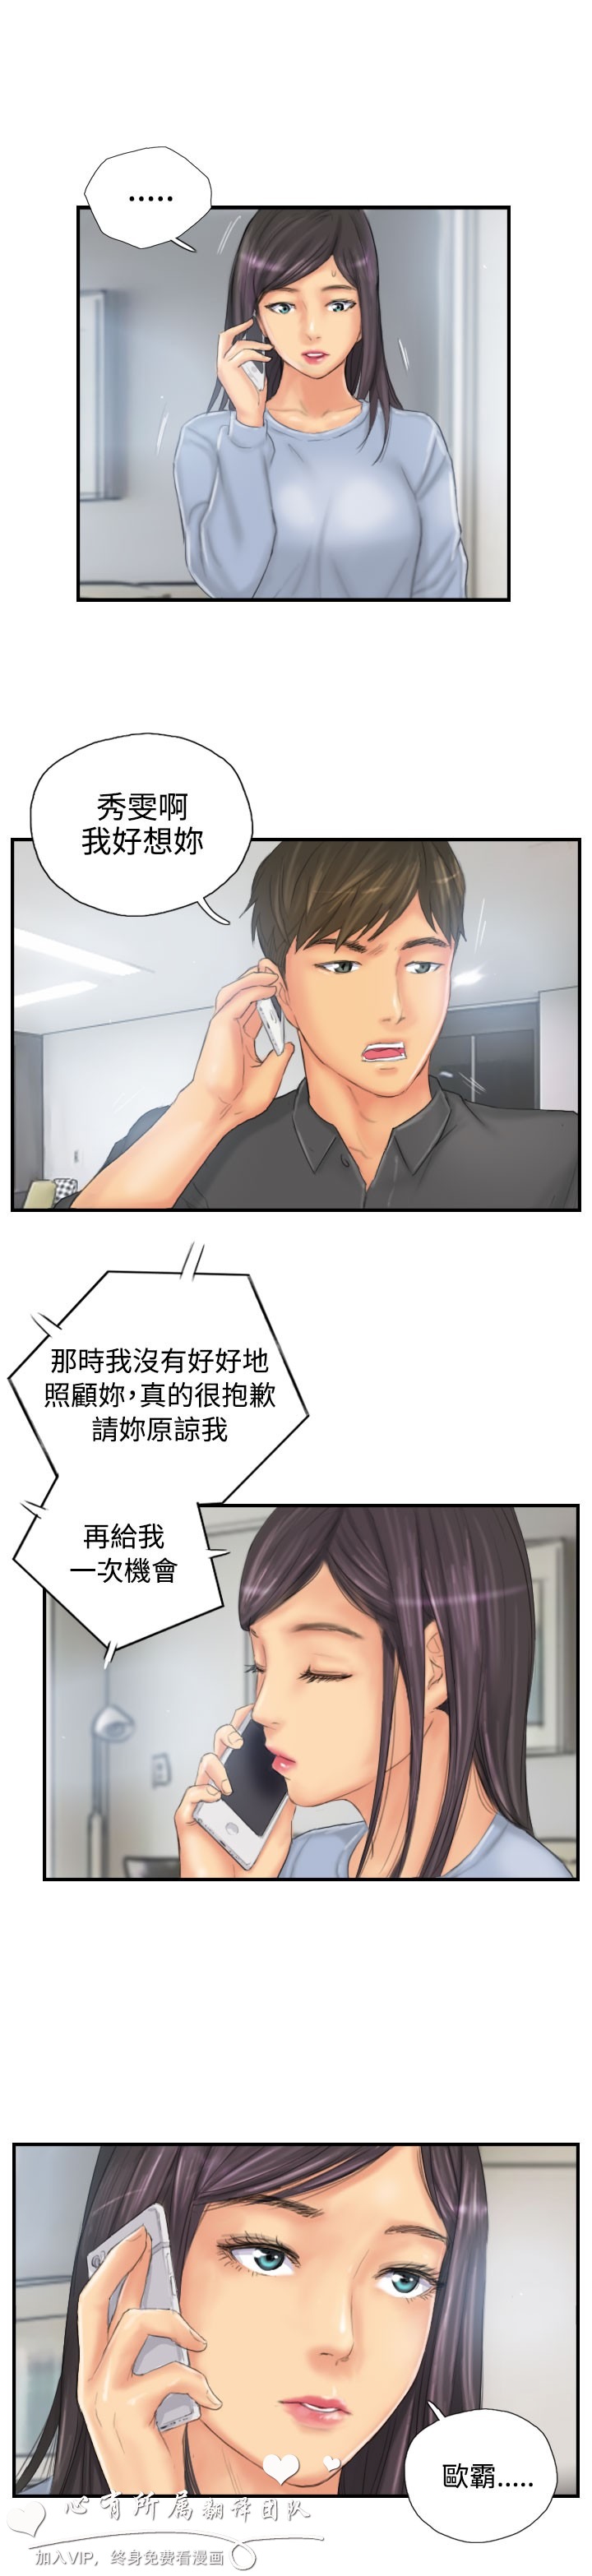 .....
秀雯啊
我好想妳
那時我沒有好好地
照顧妳，真的很抱歉
請妳原諒我
再給我
一次機會
歐霸.....
心有所属翻译团队
加入VIP，终身免费看漫画